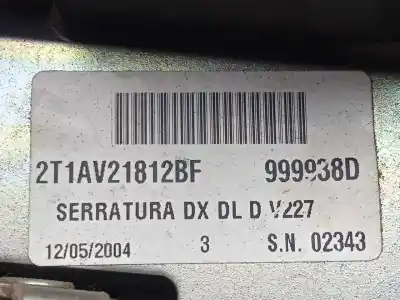 2T1AV21812BF 999938D
SERRATURA DX DL D V227
12/05/2004 3 S.N. 02343